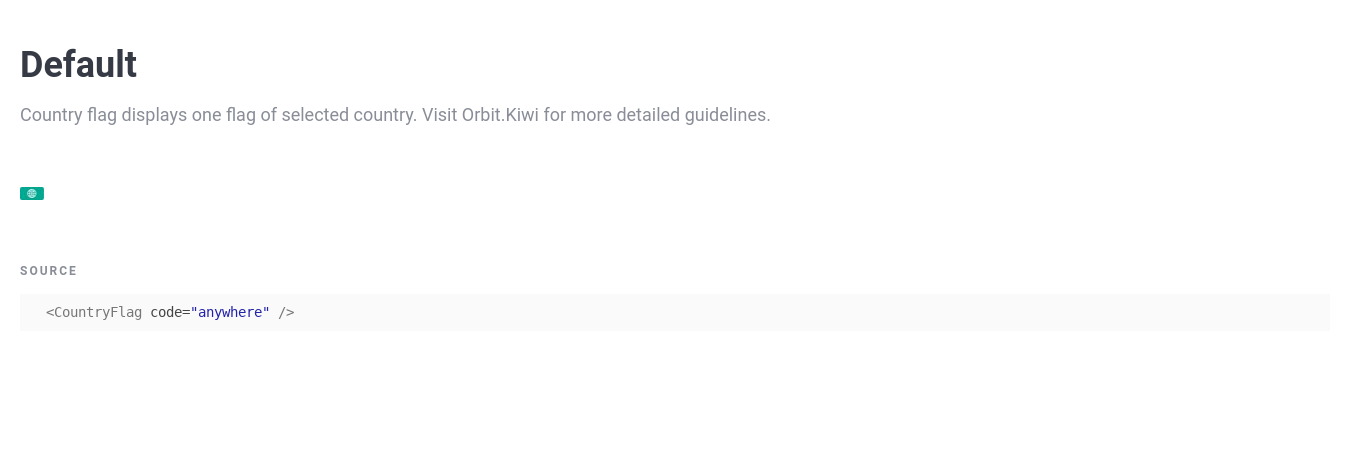 Default
Country flag displays one flag of selected country. Visit Orbit.Kiwi for more detailed guidelines.
SOURCE
<CountryFlag code="anywhere" />